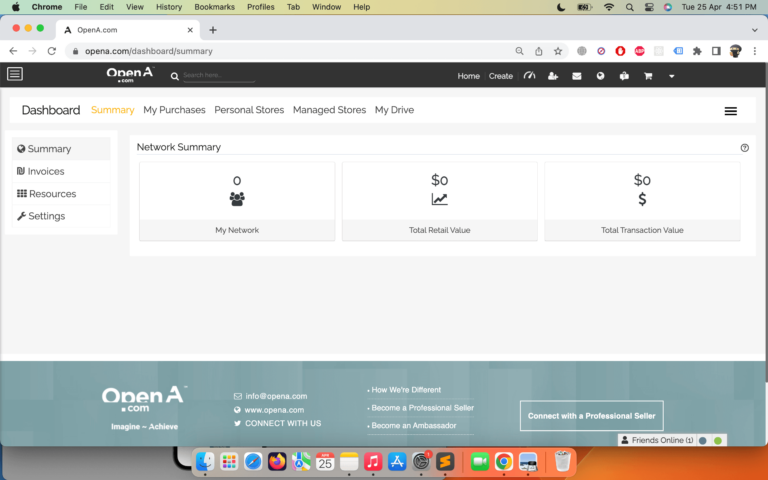 Chrome File Edit View History Bookmarks Profiles Tab Window Help Tue 25 Apr 4:51 PM
OpenA.com
opena.com/dashboard/summary
ABP
OpenA™ .com Search here... Home Create
Dashboard Summary My Purchases Personal Stores Managed Stores My Drive
Summary
Invoices
Resources
Settings
Network Summary
0 $0 $0
My Network Total Retail Value Total Transaction Value
OpenA™
.com
Imagine ~ Achieve
info@opena.com
www.opena.com
CONNECT WITH US
• How We're Different
• Become a Professional Seller
• Become an Ambassador
Connect with a Professional Seller
Friends Online (1)
APR
25